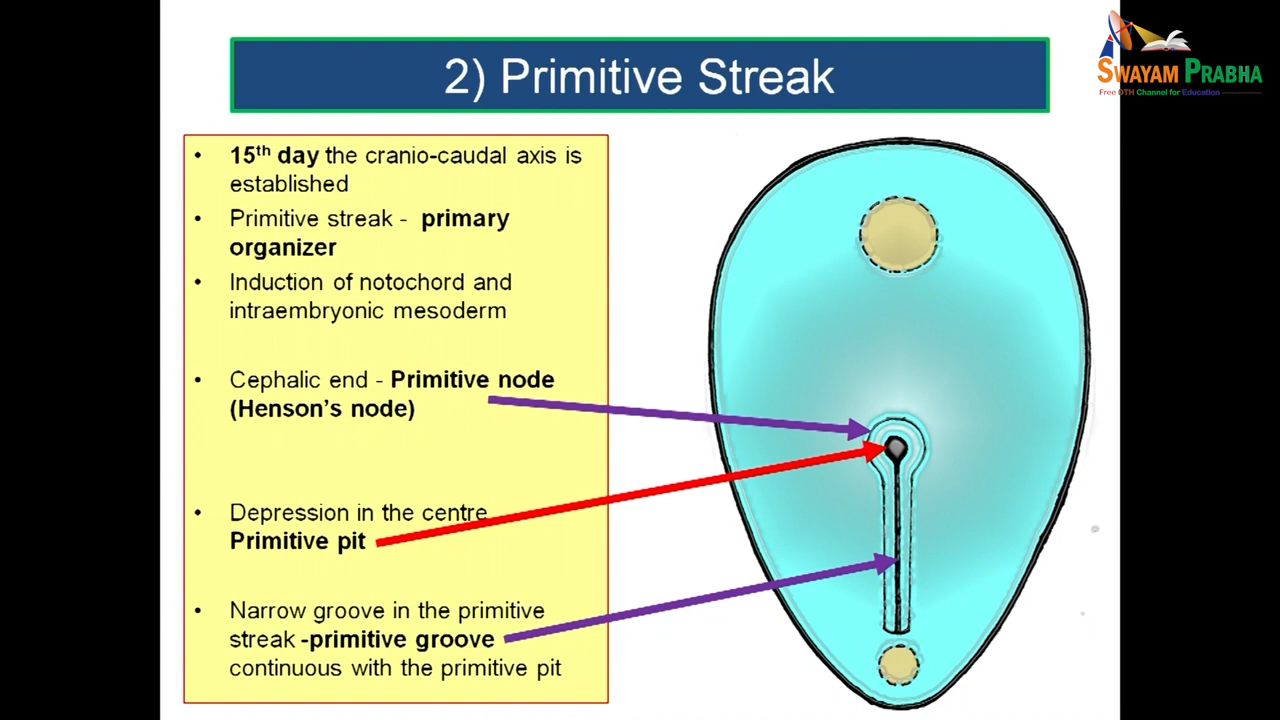 2) Primitive Streak
SWAYAM PRABHA
Free DTH Channel for Education
• 15th day the cranio-caudal axis is
established
• Primitive streak - primary
organizer
• Induction of notochord and
intraembryonic mesoderm
• Cephalic end - Primitive node
(Henson's node)
• Depression in the centre
Primitive pit
• Narrow groove in the primitive
streak -primitive groove
continuous with the primitive pit